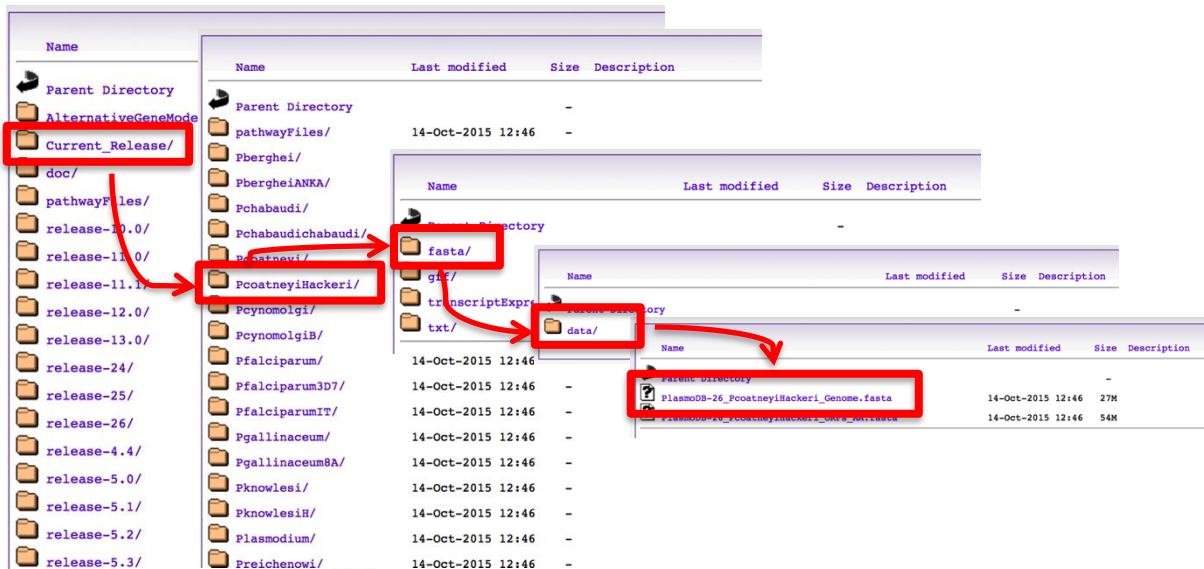 Name
Parent Directory
AlternativeGeneMode
Current_Release/
doc/
pathwayFiles/
release-10.0/
release-11.0/
release-11.1/
release-12.0/
release-13.0/
release-24/
release-25/
release-26/
release-4.4/
release-5.0/
release-5.1/
release-5.2/
release-5.3/
Name Last modified Size Description
Parent Directory -
pathwayFiles/ 14-Oct-2015 12:46 -
Pberghei/
PbergheiANKA/
Pchabaudi/
Pchabaudichabaudi/
Pcoatneyi/
PcoatneyiHackeri/
Pcynomolgi/
PcynomolgiB/
Pfalciparum/ 14-Oct-2015 12:46
Pfalciparum3D7/ 14-Oct-2015 12:46 -
PfalciparumIT/ 14-Oct-2015 12:46 -
Pgallinaceum/ 14-Oct-2015 12:46 -
Pgallinaceum8A/ 14-Oct-2015 12:46 -
Pknowlesi/ 14-Oct-2015 12:46 -
PknowlesiH/ 14-Oct-2015 12:46 -
Plasmodium/ 14-Oct-2015 12:46 -
Preichenowi/ 14-Oct-2015 12:46 -
Name Last modified Size Description
Parent Directory -
fasta/
gff/
transcriptExpre
txt/
Name Last modified Size Description
Parent Directory -
data/
Name Last modified Size Description
Parent Directory -
PlasmoDB-26_PcoatneyiHackeri_Genome.fasta 14-Oct-2015 12:46 27M
PlasmoDB-26_PcoatneyiHackeri_ORFs_AA.fasta 14-Oct-2015 12:46 54M